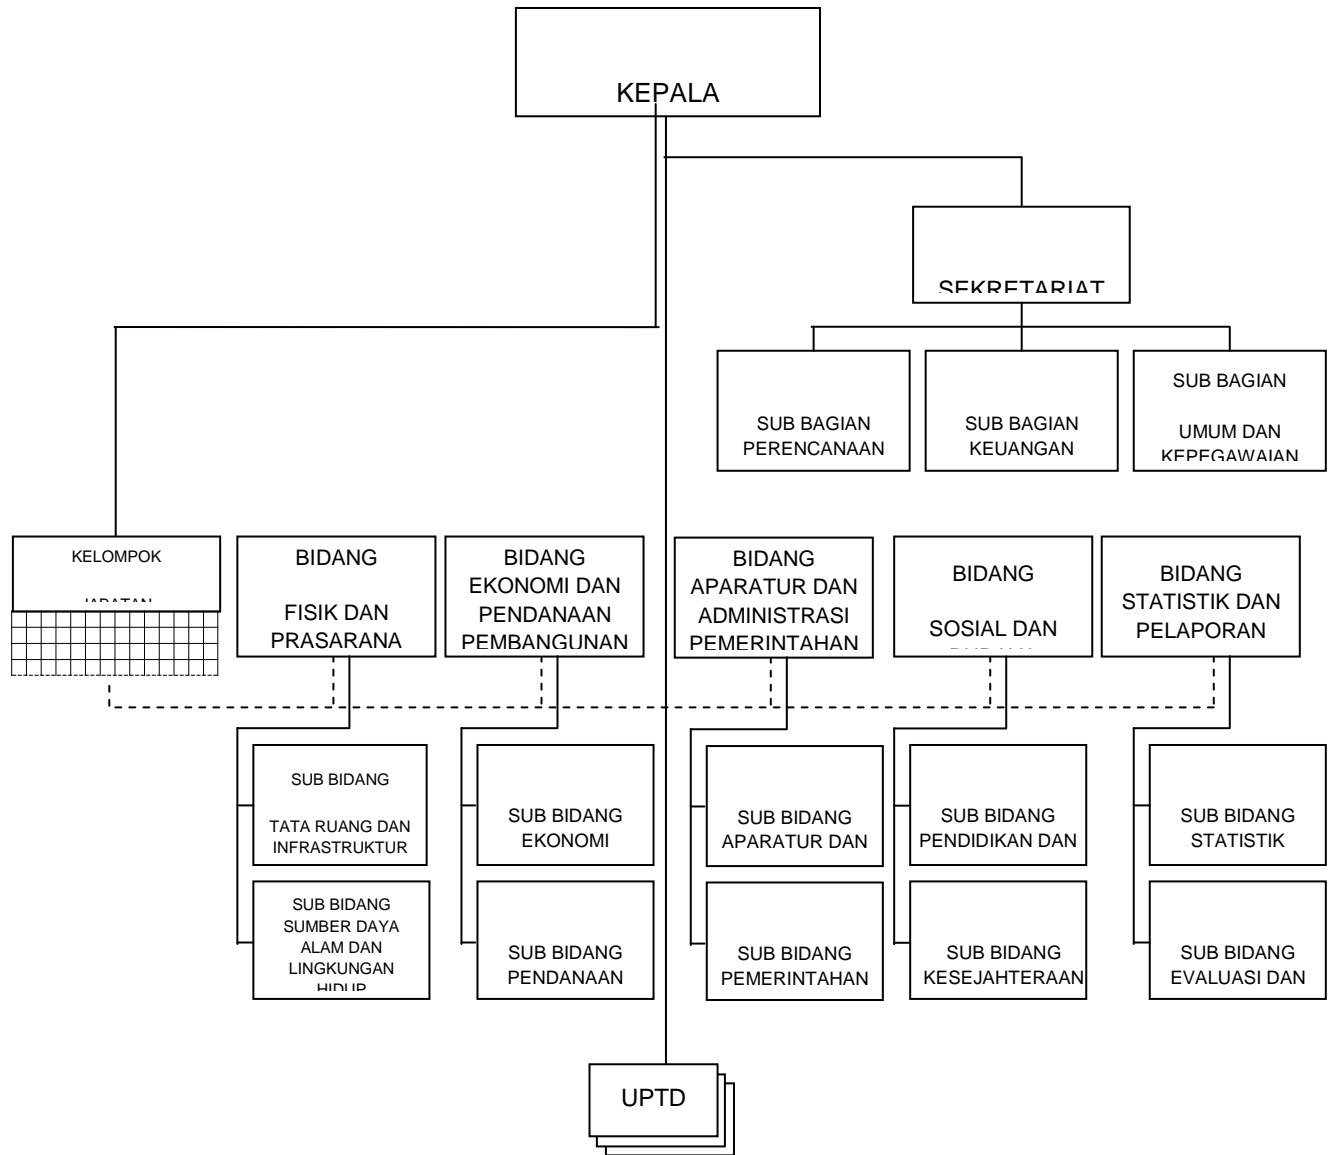 KEPALA
SEKRETARIAT
SUB BAGIAN
PERENCANAAN
SUB BAGIAN
KEUANGAN
SUB BAGIAN
UMUM DAN
KEPEGAWAIAN
KELOMPOK
JABATAN
BIDANG
FISIK DAN
PRASARANA
BIDANG
EKONOMI DAN
PENDANAAN
PEMBANGUNAN
BIDANG
APARATUR DAN
ADMINISTRASI
PEMERINTAHAN
BIDANG
SOSIAL DAN
BIDANG
STATISTIK DAN
PELAPORAN
SUB BIDANG
TATA RUANG DAN
INFRASTRUKTUR
SUB BIDANG
EKONOMI
SUB BIDANG
APARATUR DAN
SUB BIDANG
PENDIDIKAN DAN
SUB BIDANG
STATISTIK
SUB BIDANG
SUMBER DAYA
ALAM DAN
LINGKUNGAN
HIDUP
SUB BIDANG
PENDANAAN
SUB BIDANG
PEMERINTAHAN
SUB BIDANG
KESEJAHTERAAN
SUB BIDANG
EVALUASI DAN
UPTD